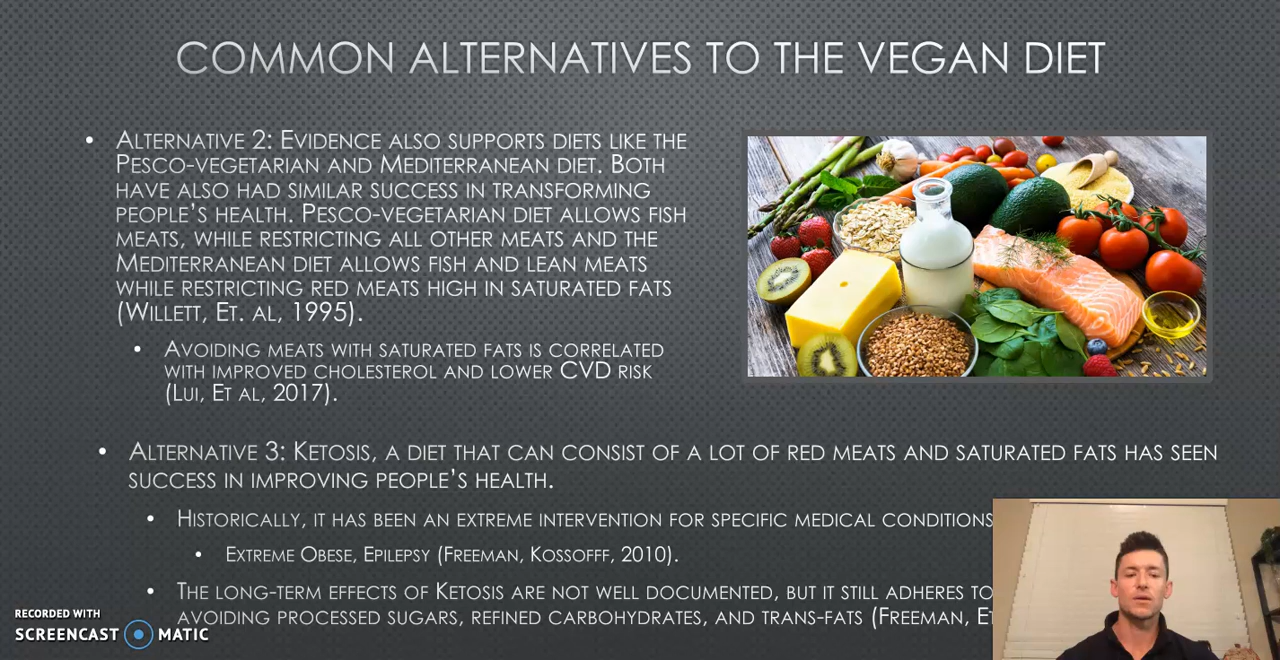 COMMON ALTERNATIVES TO THE VEGAN DIET
• ALTERNATIVE 2: EVIDENCE ALSO SUPPORTS DIETS LIKE THE
PESCO-VEGETARIAN AND MEDITERRANEAN DIET. BOTH
HAVE ALSO HAD SIMILAR SUCCESS IN TRANSFORMING
PEOPLE'S HEALTH. PESCO-VEGETARIAN DIET ALLOWS FISH
MEATS, WHILE RESTRICTING ALL OTHER MEATS AND THE
MEDITERRANEAN DIET ALLOWS FISH AND LEAN MEATS
WHILE RESTRICTING RED MEATS HIGH IN SATURATED FATS
(WILLETT, ET. AL, 1995).
• AVOIDING MEATS WITH SATURATED FATS IS CORRELATED
WITH IMPROVED CHOLESTEROL AND LOWER CVD RISK
(LUI, ET AL, 2017).
• ALTERNATIVE 3: KETOSIS, A DIET THAT CAN CONSIST OF A LOT OF RED MEATS AND SATURATED FATS HAS SEEN
SUCCESS IN IMPROVING PEOPLE'S HEALTH.
• HISTORICALLY, IT HAS BEEN AN EXTREME INTERVENTION FOR SPECIFIC MEDICAL CONDITIONS
• EXTREME OBESE, EPILEPSY (FREEMAN, KOSSOFFF, 2010).
• THE LONG-TERM EFFECTS OF KETOSIS ARE NOT WELL DOCUMENTED, BUT IT STILL ADHERES TO
AVOIDING PROCESSED SUGARS, REFINED CARBOHYDRATES, AND TRANS-FATS (FREEMAN,
RECORDED WITH
SCREENCAST MATIC